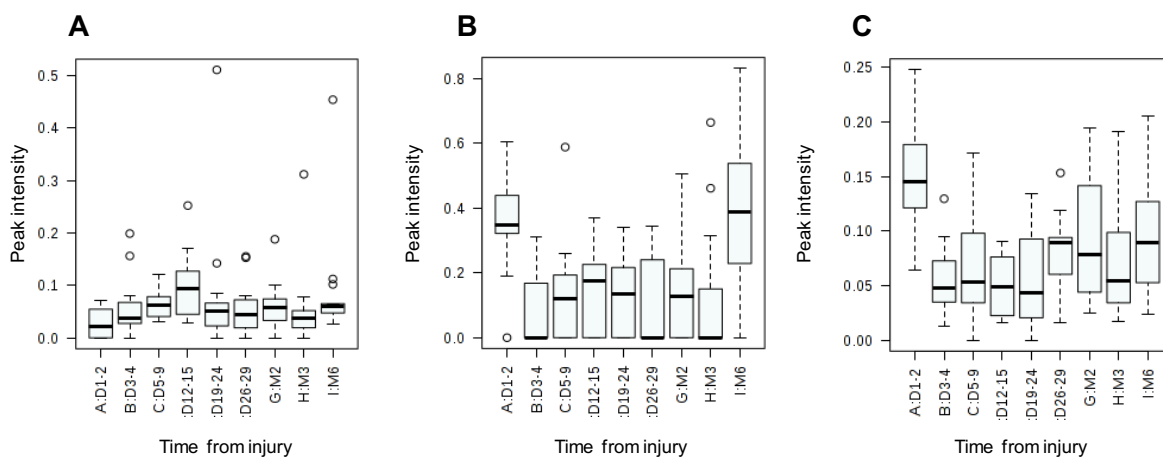 A
B
C
Peak intensity
0.5
0.4
0.3
0.2
0.1
0.0
A:D1-2
B:D3-4
C:D5-9
:D12-15
:D19-24
:D26-29
G:M2
H:M3
I:M6
Time from injury
Peak intensity
0.8
0.6
0.4
0.2
0.0
A:D1-2
B:D3-4
C:D5-9
:D12-15
:D19-24
:D26-29
G:M2
H:M3
I:M6
Time from injury
Peak intensity
0.25
0.20
0.15
0.10
0.05
0.00
A:D1-2
B:D3-4
C:D5-9
:D12-15
:D19-24
:D26-29
G:M2
H:M3
I:M6
Time from injury